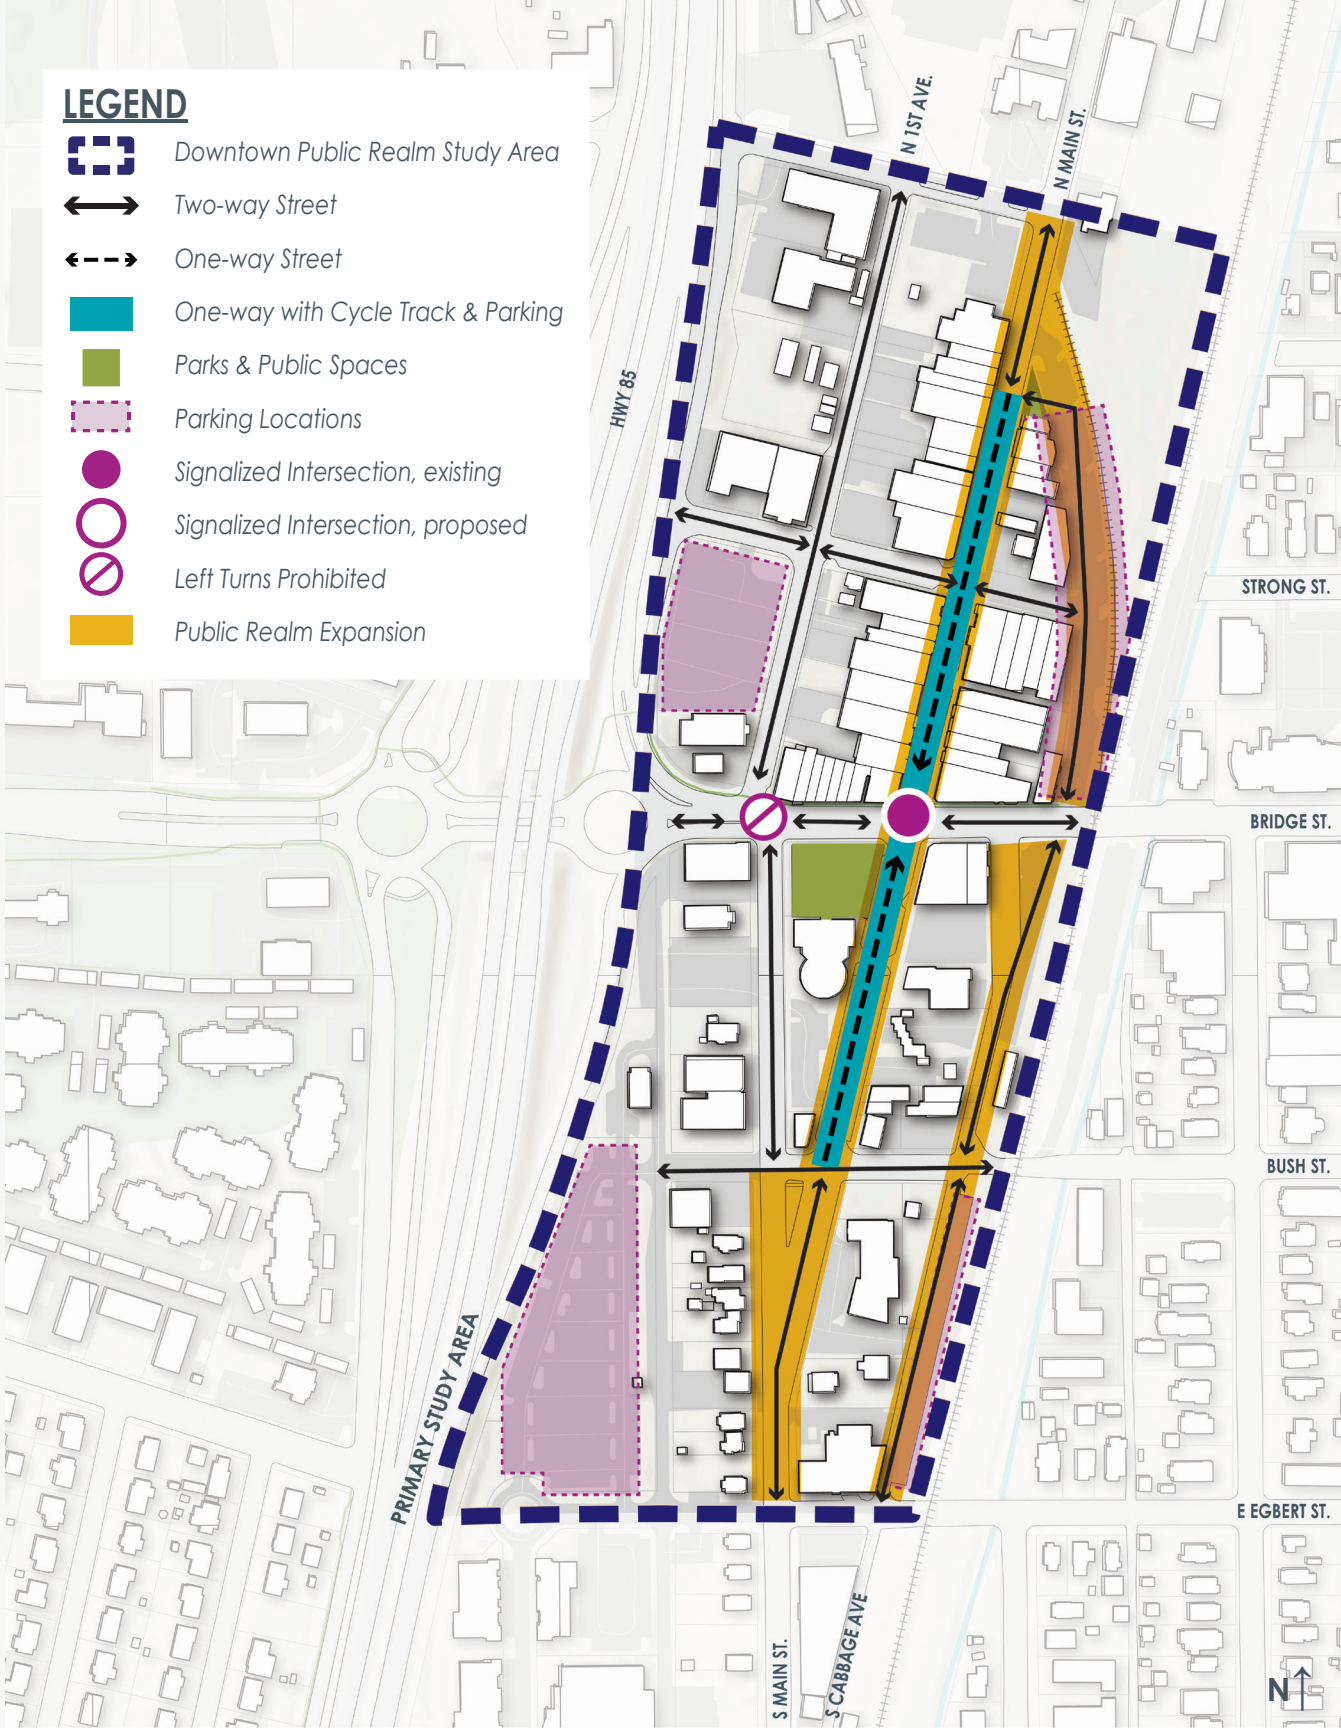 LEGEND
Downtown Public Realm Study Area
Two-way Street
One-way Street
One-way with Cycle Track & Parking
Parks & Public Spaces
Parking Locations
Signalized Intersection, existing
Signalized Intersection, proposed
Left Turns Prohibited
Public Realm Expansion
N 1ST AVE.
N MAIN ST.
HWY 85
STRONG ST.
BRIDGE ST.
BUSH ST.
PRIMARY STUDY AREA
E EGBERT ST.
S MAIN ST.
S CABBAGE AVE
N